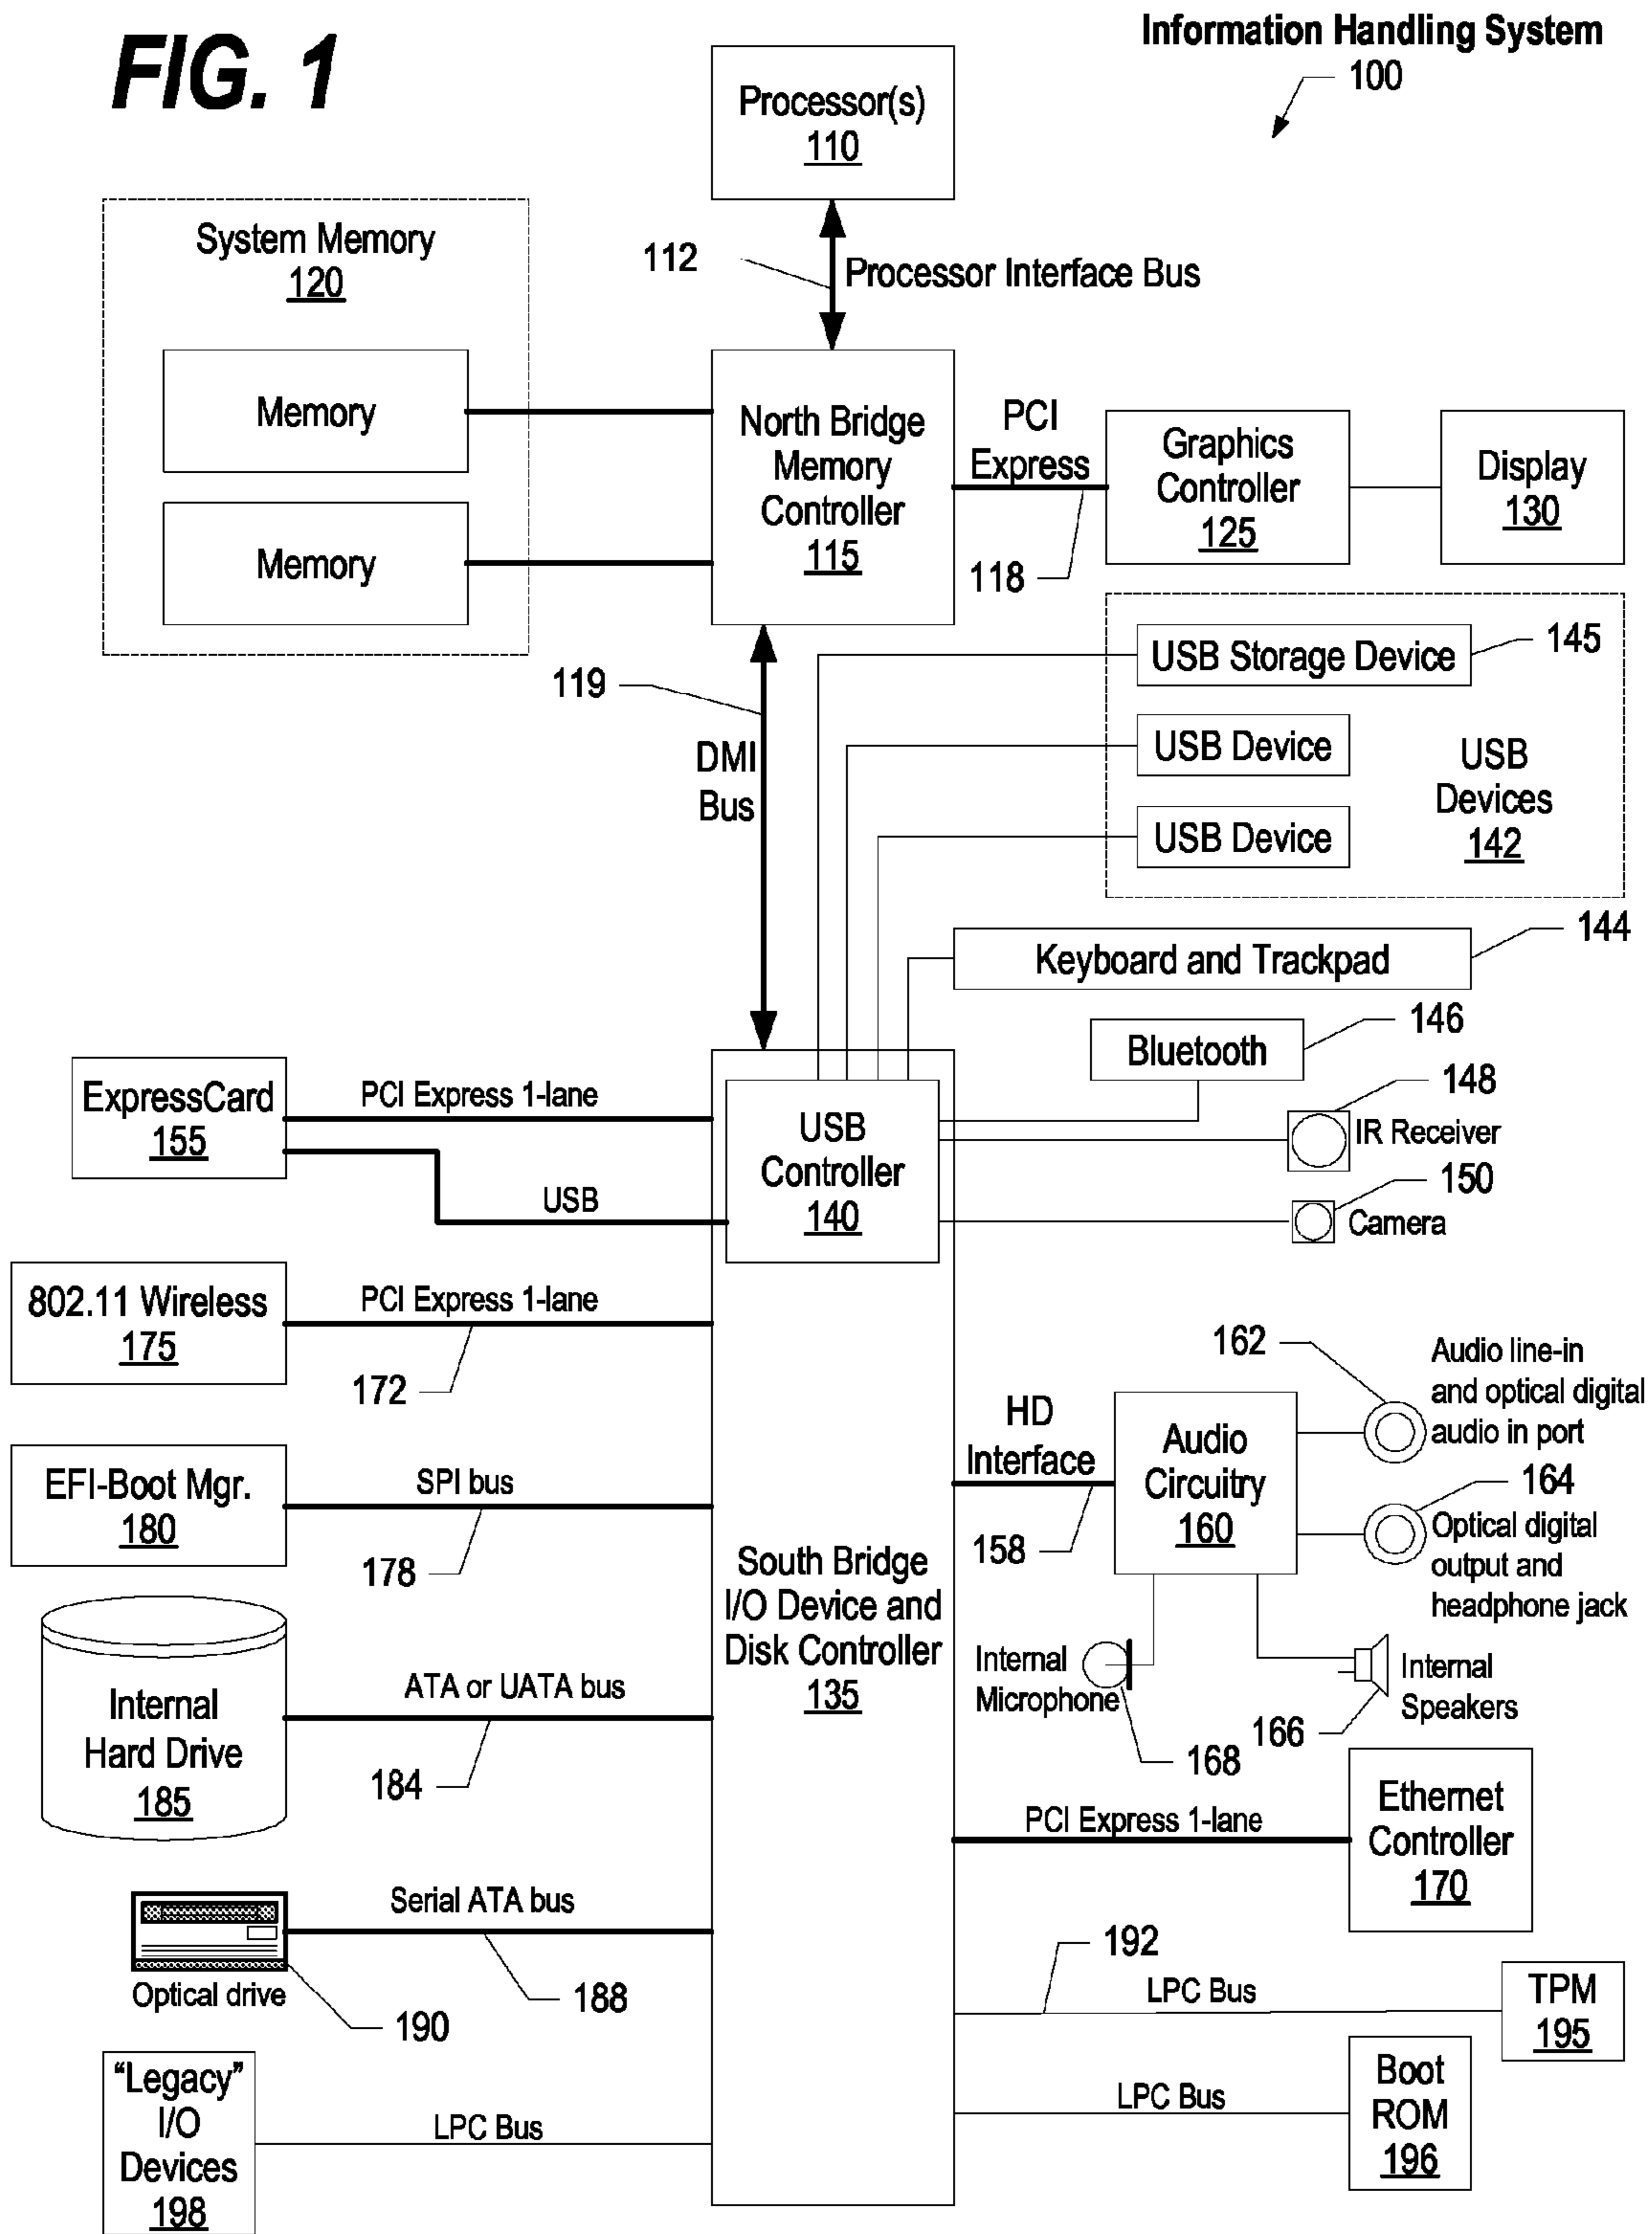 FIG. 1
Information Handling System
100
Processor(s)
110
112
Processor Interface Bus
System Memory
120
Memory
Memory
North Bridge
Memory
Controller
115
PCI
Express
118
Graphics
Controller
125
Display
130
119
DMI
Bus
USB Storage Device
145
USB Device
USB Device
USB
Devices
142
Keyboard and Trackpad
144
Bluetooth
146
148
IR Receiver
150
Camera
ExpressCard
155
PCI Express 1-lane
USB
USB
Controller
140
802.11 Wireless
175
PCI Express 1-lane
172
EFI-Boot Mgr.
180
SPI bus
178
Internal
Hard Drive
185
ATA or UATA bus
184
South Bridge
I/O Device and
Disk Controller
135
HD
Interface
158
Audio
Circuitry
160
162
Audio line-in
and optical digital
audio in port
164
Optical digital
output and
headphone jack
Internal
Microphone
168
166
Internal
Speakers
PCI Express 1-lane
Ethernet
Controller
170
Serial ATA bus
188
Optical drive
190
192
LPC Bus
TPM
195
LPC Bus
Boot
ROM
196
“Legacy”
I/O
Devices
198
LPC Bus